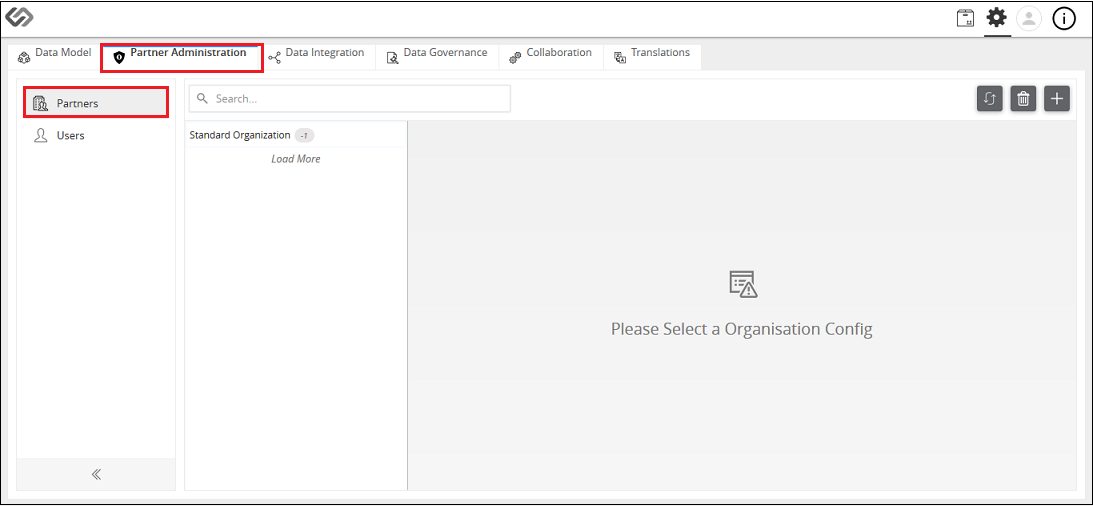 Data Model
Partner Administration
Data Integration
Data Governance
Collaboration
Translations
Partners
Users
Search...
Standard Organization -1
Load More
Please Select a Organisation Config